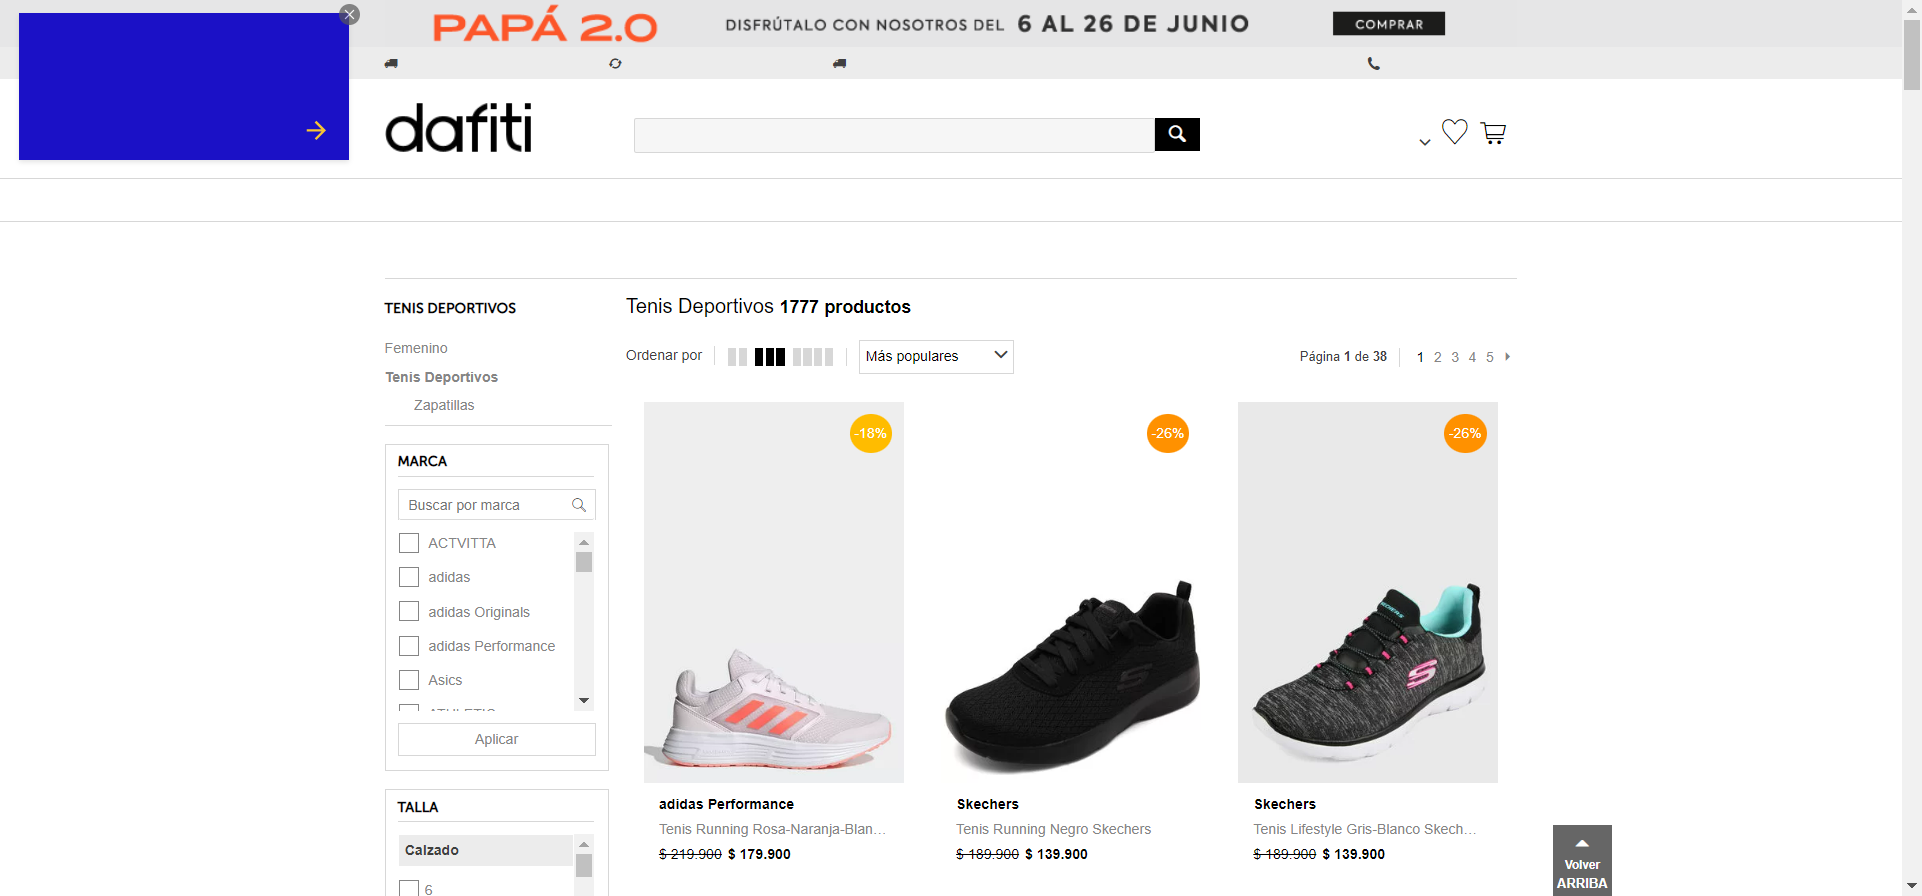 PAPÁ 2.0 DISFRÚTALO CON NOSOTROS DEL 6 AL 26 DE JUNIO COMPRAR
dafiti
TENIS DEPORTIVOS
Femenino
Tenis Deportivos
Zapatillas
MARCA
Buscar por marca
ACTVITTA
adidas
adidas Originals
adidas Performance
Asics
ATHLETIC
Aplicar
TALLA
Calzado
6
Tenis Deportivos 1777 productos
Ordenar por
Más populares
Página 1 de 38
1 2 3 4 5
-18%
adidas Performance
Tenis Running Rosa-Naranja-Blan...
$ 219.900 $ 179.900
-26%
Skechers
Tenis Running Negro Skechers
$ 189.900 $ 139.900
-26%
SKECHERS
Skechers
Tenis Lifestyle Gris-Blanco Skech...
$ 189.900 $ 139.900
Volver
ARRIBA